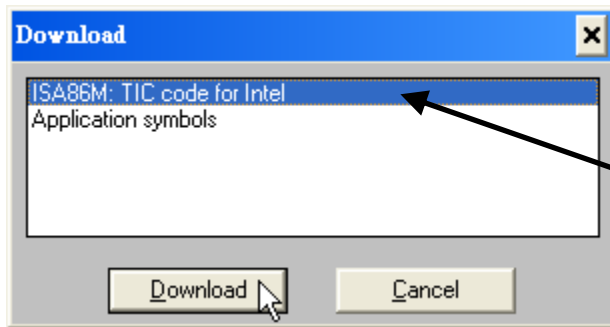 Download
ISA86M: TIC code for Intel
Application symbols
Download
Cancel